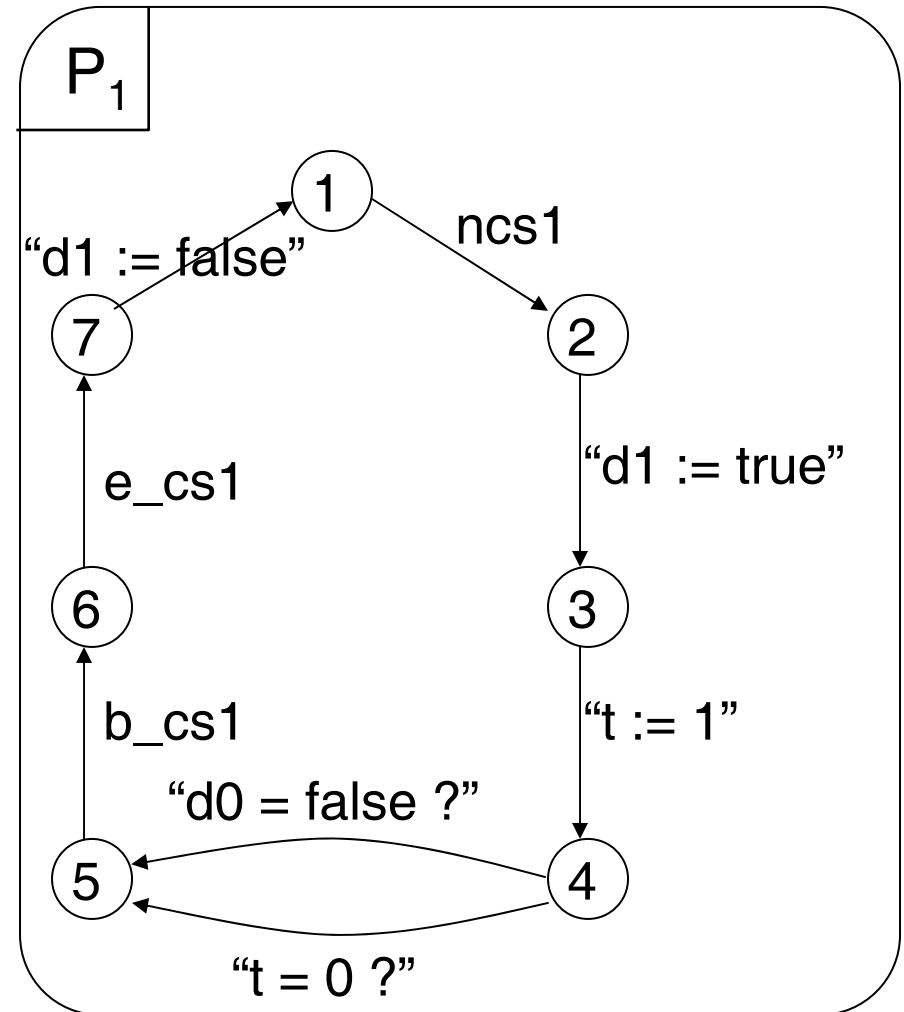 P1
1
ncs1
“d1 := false”
7
2
“d1 := true”
e_cs1
6
3
b_cs1
“t := 1”
“d0 = false ?”
5
4
“t = 0 ?”